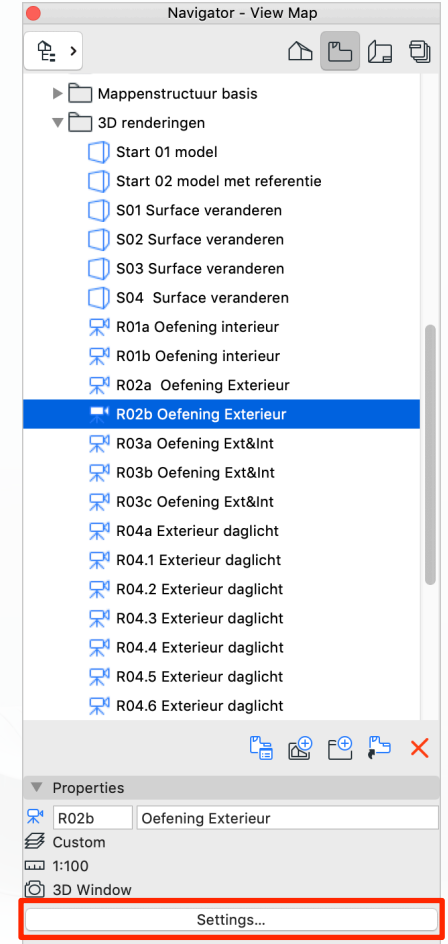 Navigator - View Map
Mappenstructuur basis
3D renderingen
Start 01 model
Start 02 model met referentie
S01 Surface veranderen
S02 Surface veranderen
S03 Surface veranderen
S04  Surface veranderen
R01a Oefening interieur
R01b Oefening interieur
R02a  Oefening Exterieur
R02b Oefening Exterieur
R03a Oefening Ext&Int
R03b Oefening Ext&Int
R03c Oefening Ext&Int
R04a Exterieur daglicht
R04.1 Exterieur daglicht
R04.2 Exterieur daglicht
R04.3 Exterieur daglicht
R04.4 Exterieur daglicht
R04.5 Exterieur daglicht
R04.6 Exterieur daglicht
Properties
R02b Oefening Exterieur
Custom
1:100
3D Window
Settings...